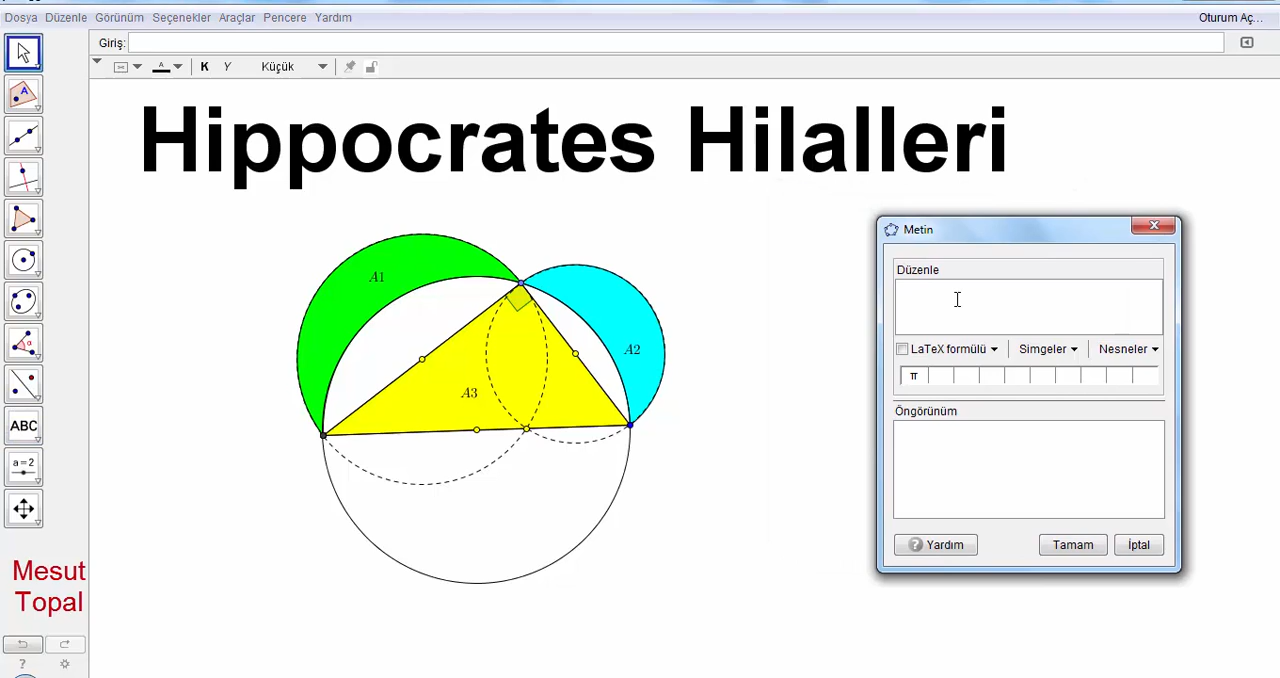 Dosya Düzenle Görünüm Seçenekler Araçlar Pencere Yardım
Oturum Aç...
Giriş:
A K Y Küçük
Hippocrates Hilalleri
A1
A2
A3
Metin
Düzenle
LaTeX formülü Simgeler Nesneler
π
Öngörünüm
Yardım Tamam İptal
A
α
ABC
a=2
Mesut
Topal
?